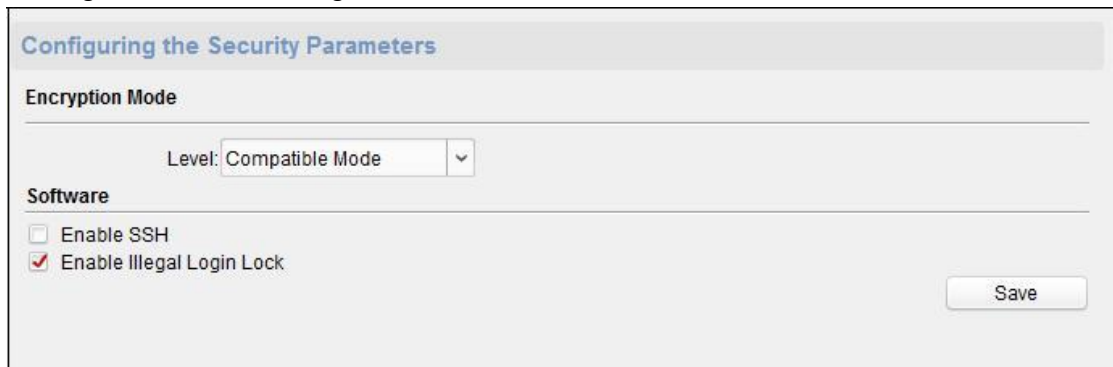 Configuring the Security Parameters
Encryption Mode
Level: Compatible Mode
Software
Enable SSH
Enable Illegal Login Lock
Save